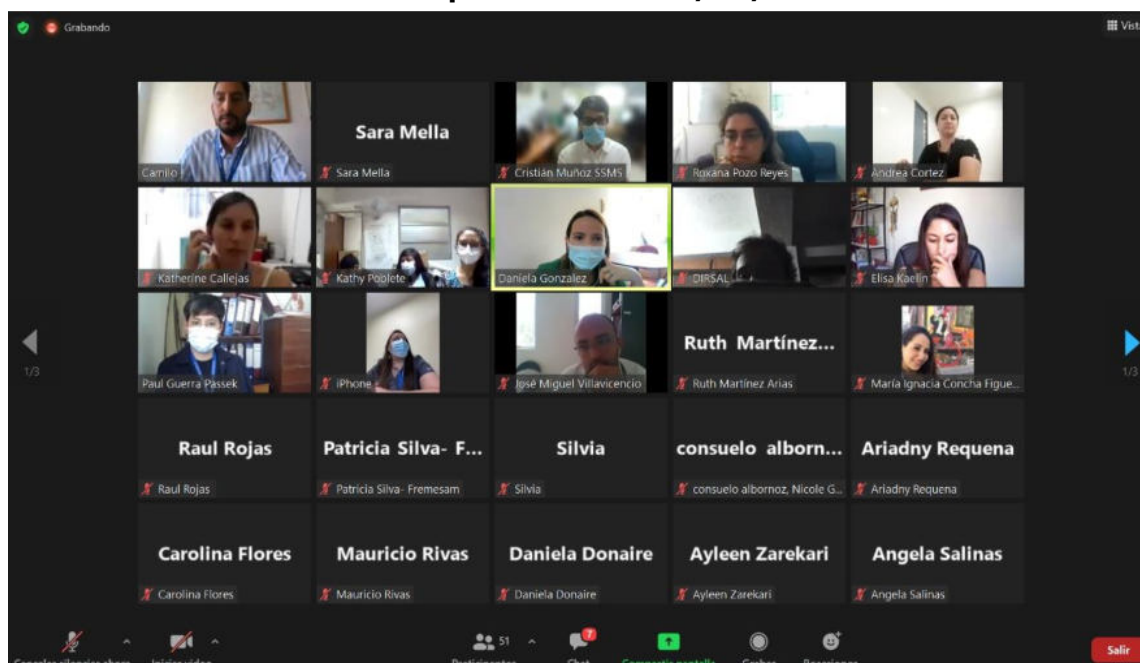 Grabando
Vist
Camilo
Sara Mella
Sara Mella
Cristián Muñoz SSMS
Roxana Pozo Reyes
Andrea Cortez
Katherine Callejas
Kathy Poblete
Daniela Gonzalez
DIRSAL
Elisa Kaelin
Paul Guerra Passek
iPhone
José Miguel Villavicencio
Ruth Martínez...
Ruth Martínez Arias
María Ignacia Concha Figue...
1/3
1/3
Raul Rojas
Raul Rojas
Patricia Silva- F...
Patricia Silva- Fremesam
Silvia
Silvia
consuelo alborn...
consuelo albornoz, Nicole G...
Ariadny Requena
Ariadny Requena
Carolina Flores
Carolina Flores
Mauricio Rivas
Mauricio Rivas
Daniela Donaire
Daniela Donaire
Ayleen Zarekari
Ayleen Zarekari
Angela Salinas
Angela Salinas
51
7
Salir